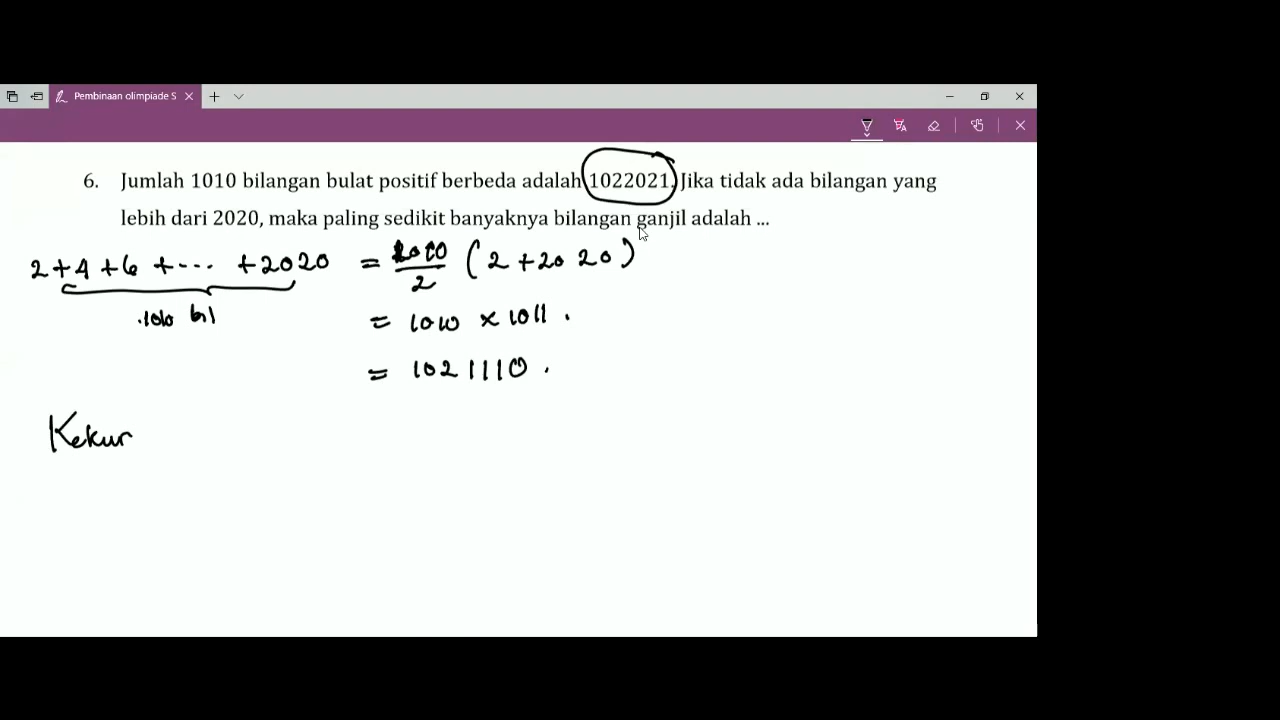 Pembinaan olimpiade S
6. Jumlah 1010 bilangan bulat positif berbeda adalah 1022021. Jika tidak ada bilangan yang
lebih dari 2020, maka paling sedikit banyaknya bilangan ganjil adalah ...
2 + 4 + 6 + ... + 2020 = 1010/2 (2 + 2020)
1010 bil
= 1010 × 1011.
= 1021110.
Kekur